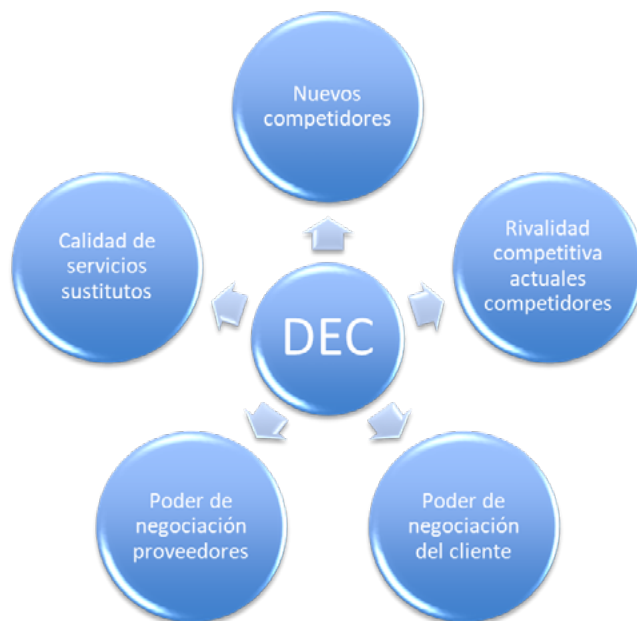 Nuevos
competidores
Rivalidad
competitiva
actuales
competidores
Calidad de
servicios
sustitutos
DEC
Poder de
negociación
proveedores
Poder de
negociación
del cliente